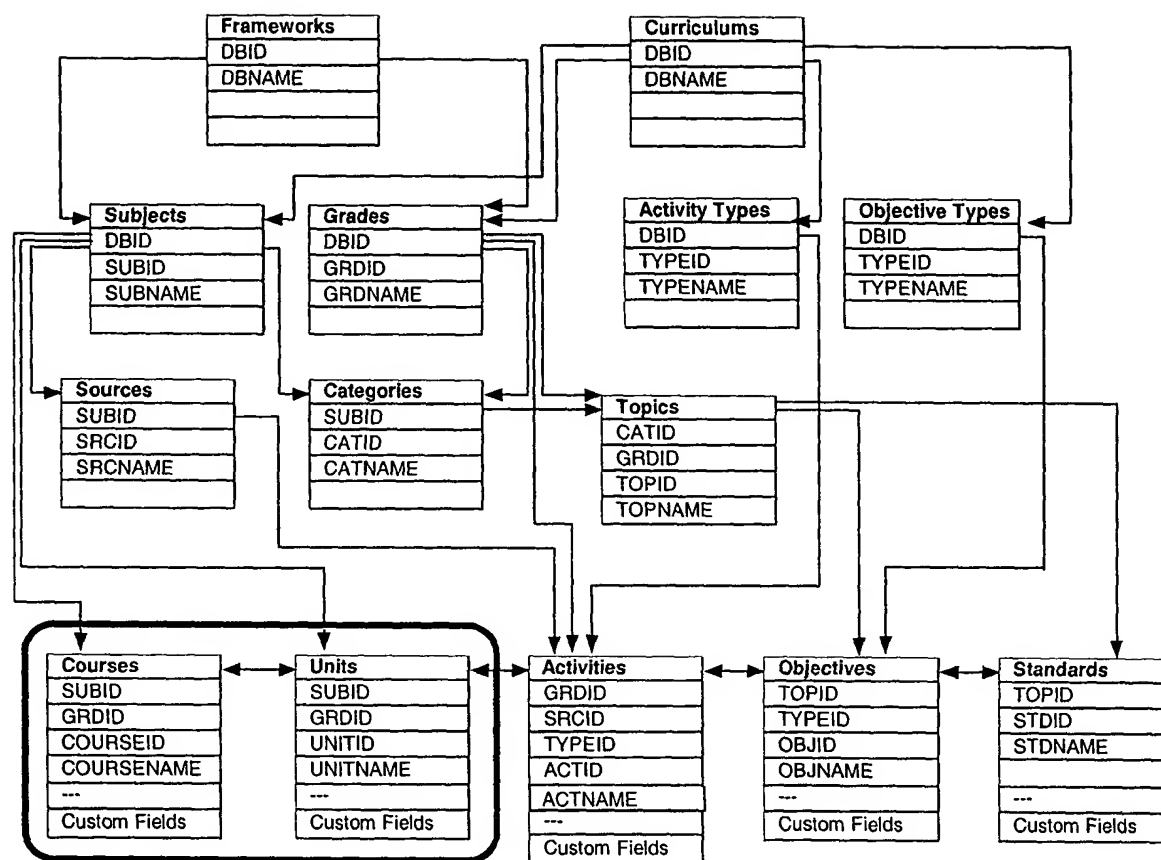 Frameworks
DBID
DBNAME
Curriculums
DBID
DBNAME
Subjects
DBID
SUBID
SUBNAME
Grades
DBID
GRDID
GRDNAME
Activity Types
DBID
TYPEID
TYPENAME
Objective Types
DBID
TYPEID
TYPENAME
Sources
SUBID
SRCID
SRCNAME
Categories
SUBID
CATID
CATNAME
Topics
CATID
GRDID
TOPID
TOPNAME
Courses
SUBID
GRDID
COURSEID
COURSENAME
---
Custom Fields
Units
SUBID
GRDID
UNITID
UNITNAME
---
Custom Fields
Activities
GRDID
SRCID
TYPEID
ACTID
ACTNAME
---
Custom Fields
Objectives
TOPID
TYPEID
OBJID
OBJNAME
---
Custom Fields
Standards
TOPID
STDID
STDNAME
---
Custom Fields